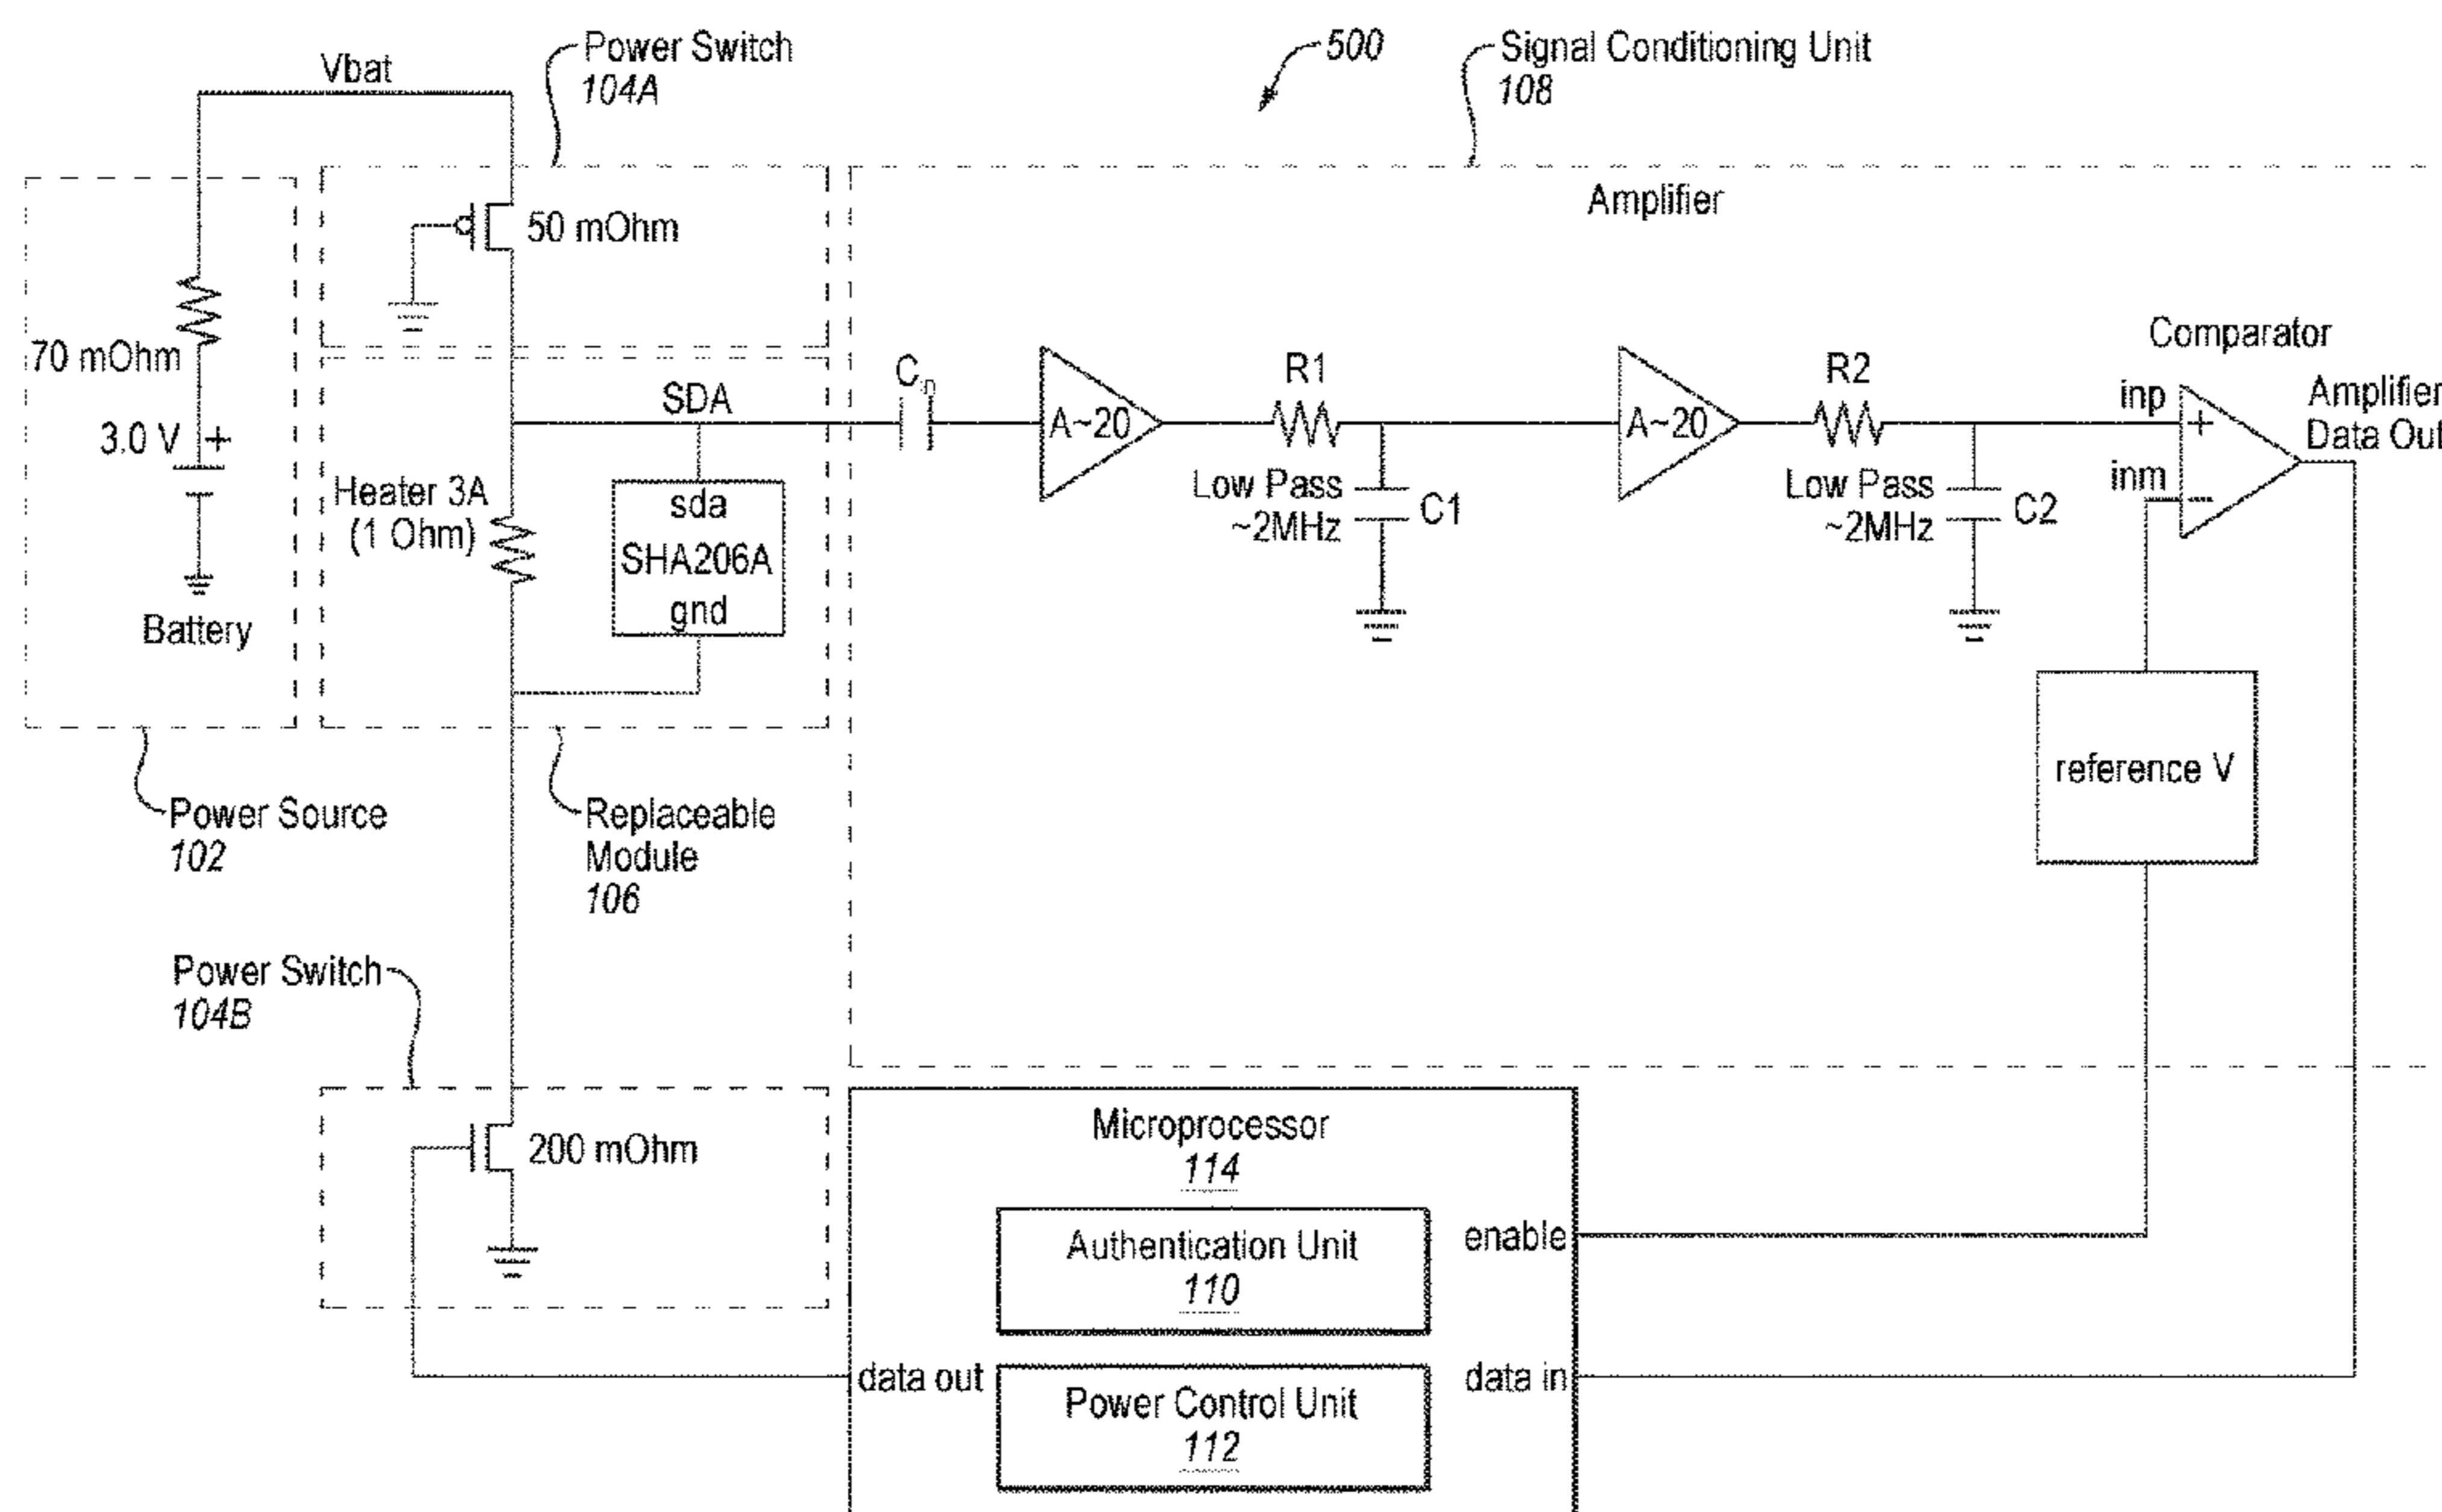 Power Switch
104A
500
Signal Conditioning Unit
108
Vbat
Amplifier
50 mOhm
70 mOhm
3.0 V +
Battery
Heater 3A
(1 Ohm)
SDA
sda
SHA206A
gnd
Cin
A~20
R1
Low Pass
~2MHz
C1
A~20
R2
Low Pass
~2MHz
C2
Comparator
inp
+
inm
-
Amplifier
Data Out
reference V
Power Source
102
Replaceable
Module
106
Power Switch
104B
200 mOhm
Microprocessor
114
Authentication Unit
110
enable
data out
data in
Power Control Unit
112